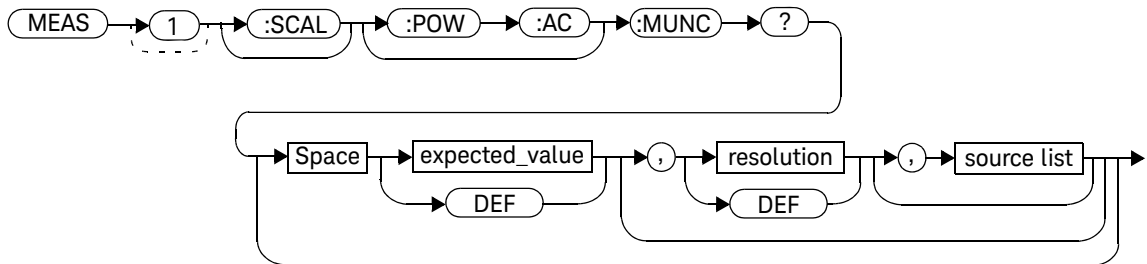 MEAS 1 :SCAL :POW :AC :MUNC ?
Space expected_value , resolution , source list
DEF DEF